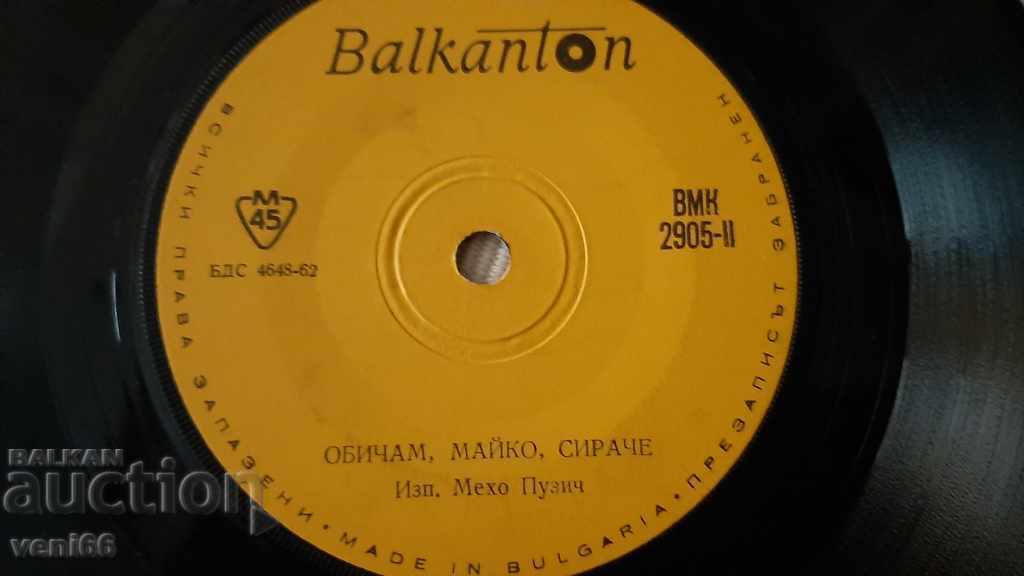 Balkanton
M
45
БДС 4648-62
ВМК
2905-II
ОБИЧАМ, МАЙКО, СИРАЧЕ
Изп. Мехо Пузич
ВСИЧКИ ПРАВА ЗАПАЗЕНИ • MADE IN BULGARIA • ПРЕЗАПИСЪТ ЗАБРАНЕН
BALKAN
auction
veni66